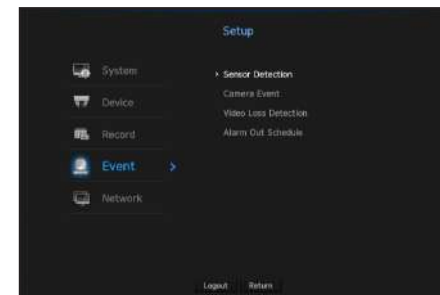 Setup
System
Device
Record
Event >
Network
Sensor Detection
Camera Event
Video Loss Detection
Alarm Out Schedule
Logout Return